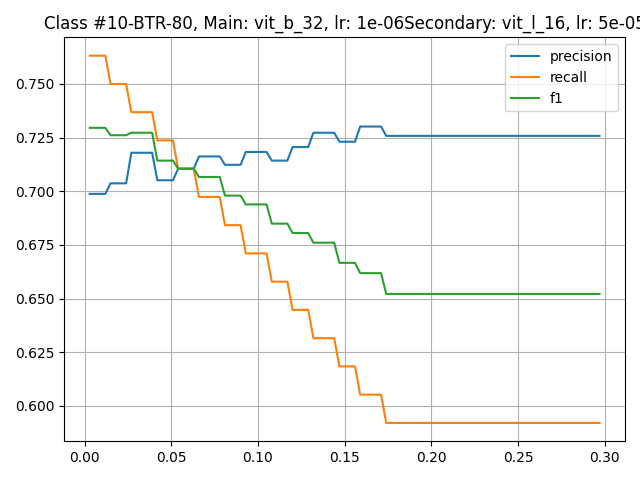 Class #10-BTR-80, Main: vit_b_32, lr: 1e-06Secondary: vit_l_16, lr: 5e-05
precision
recall
f1
0.750
0.725
0.700
0.675
0.650
0.625
0.600
0.00 0.05 0.10 0.15 0.20 0.25 0.30